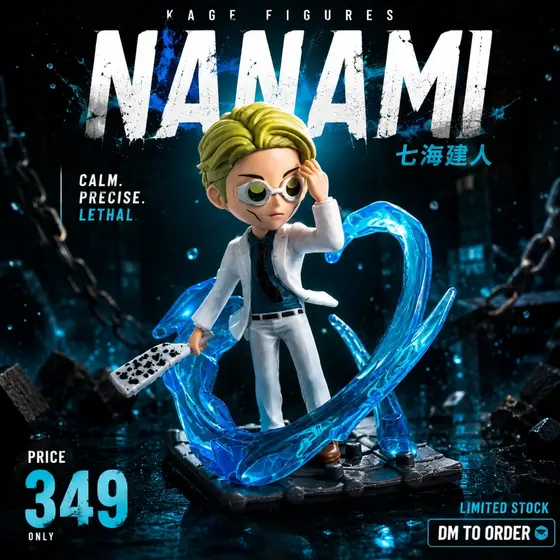 KAGE FIGURES
NANAMI
七海建人
CALM.
PRECISE.
LETHAL.
PRICE
349
ONLY
LIMITED STOCK
DM TO ORDER